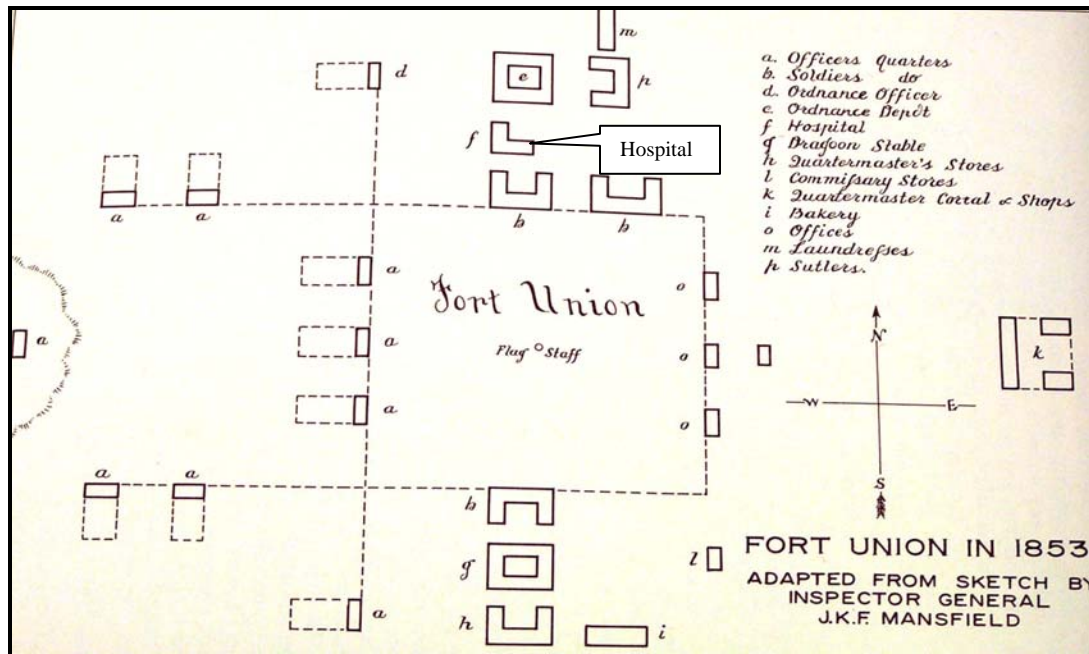 m
d
e
p
f
Hospital
a
a
b
b
a
Fort Union
o
a
a
Flag Staff
o
a
o
a
a
b
g
l
a
h
i
a. Officers Quarters
b. Soldiers do
d. Ordnance Officer
e. Ordnance Depôt
f Hospital
g Dragoon Stable
h Quartermaster's Stores
l Commiſsary Stores
k Quartermaster Corral & Shops
i Bakery
o Offices
m Laundreſses
p Sutlers.
N
W E
S
k
FORT UNION IN 1853
ADAPTED FROM SKETCH BY
INSPECTOR GENERAL
J.K.F. MANSFIELD